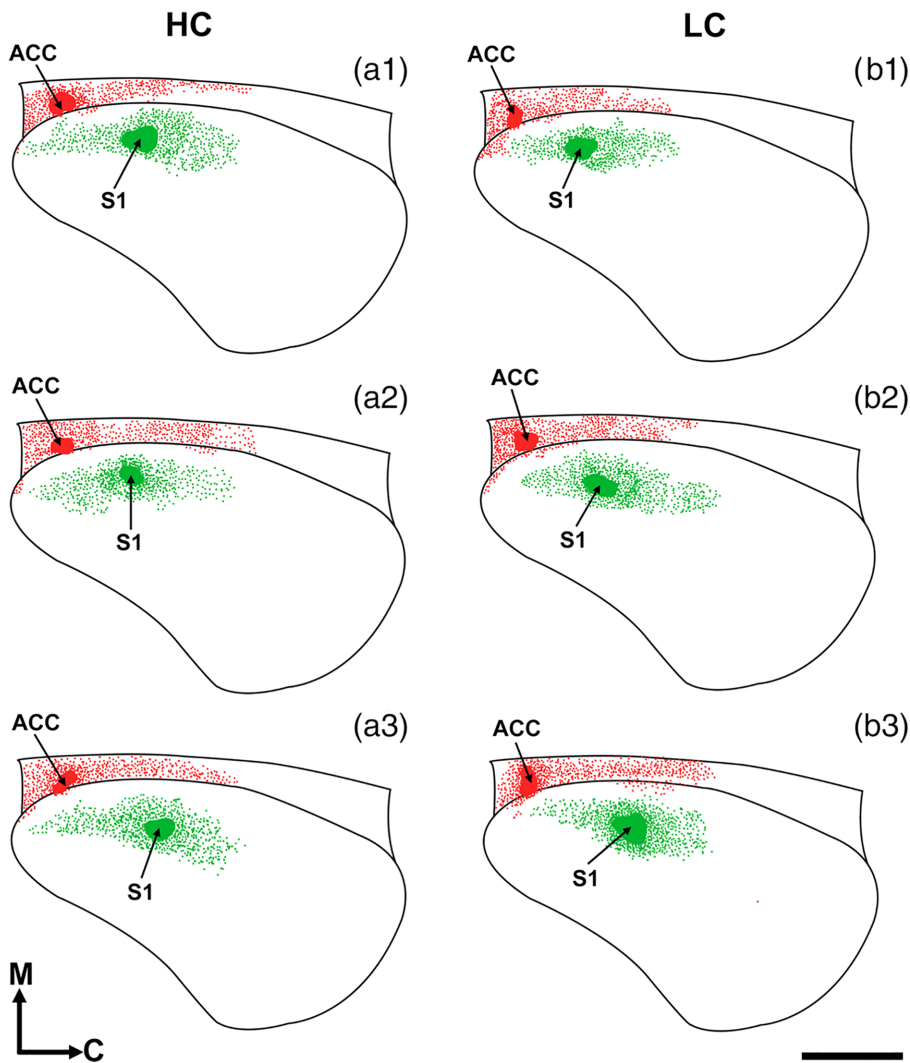 HC
LC
ACC
(a1)
ACC
(b1)
S1
S1
ACC
(a2)
ACC
(b2)
S1
S1
ACC
(a3)
ACC
(b3)
S1
S1
M
C